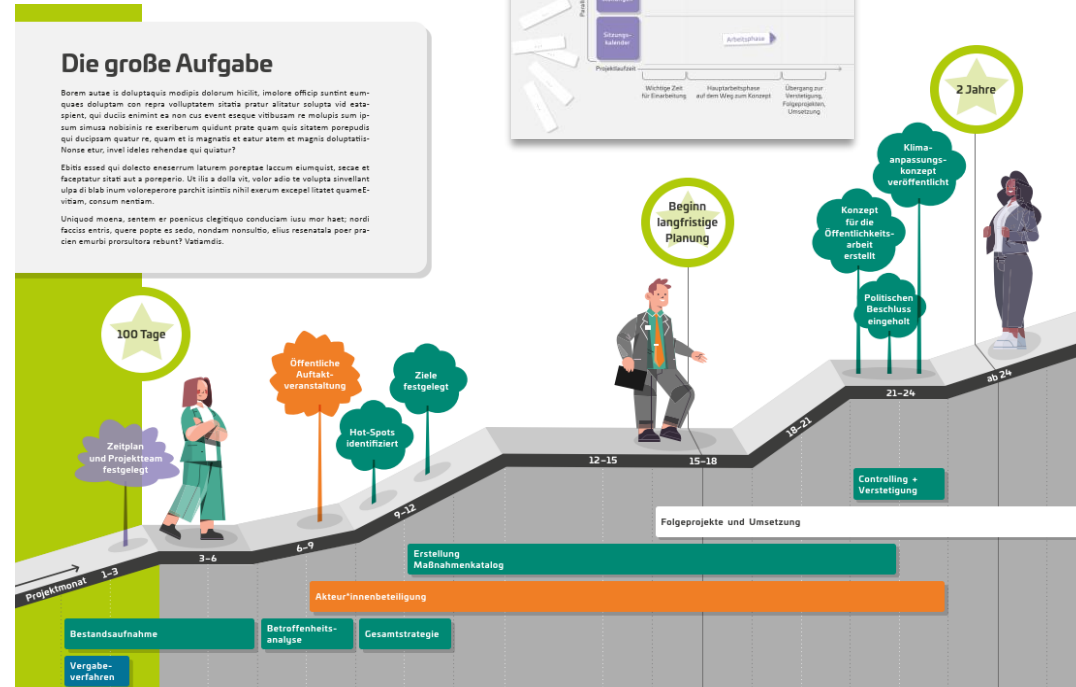 Die große Aufgabe
Borem autae is doluptaquis modipis dolorum hicilit, imolore officip suntint eum-
quaes doluptam con repra volluptatem sitatia pratur alitatur solupta vid eata-
spient, qui duciis enimint ea non cus event eseque vitibusam re molupis sum ip-
sum simusa nobisinis re exeriberum quidunt prate quam quis sitatem porepudis
qui ducipsam quatur re, quam et is magnatis et eatur atem et magnis doluptatiis-
Nonse etur, invel ideles rehendae qui quiatur?
Ebitis essed qui dolecto eneserrum laturem poreptae laccum eiumquist, secae et
faceptatur sitati aut a poreperio. Ut ilis a dolla vit, volor adio te volupta sinvellant
ulpa di blab inum voloreperore parchit isintiis nihil exerum excepel litatet quameE-
vitiam, consum nentiam.
Uniquod moena, sentem er poenicus clegitiquo conduciam iusu mor haet; nordi
facciss entris, quere popte es sedo, nondam nonsultio, elius resenatala poer pra-
cien emurbi prorsultora rebunt? Vatiamdis.
Sitzungs-
kalender
Arbeitsphase
Projektlaufzeit
Wichtige Zeit
für Einarbeitung
Hauptarbeitsphase
auf dem Weg zum Konzept
Übergang zur
Verstetigung,
Folgeprojekten,
Umsetzung
2 Jahre
Klima-
anpassungs-
konzept
veröffentlicht
Beginn
langfristige
Planung
Konzept
für die
Öffentlichkeits-
arbeit
erstellt
Politischen
Beschluss
eingeholt
100 Tage
Öffentliche
Auftakt-
veranstaltung
Ziele
festgelegt
Hot-Spots
identifiziert
Zeitplan
und Projektteam
festgelegt
Projektmonat
1–3
3–6
6–9
9–12
12–15
15–18
18–21
21–24
ab 24
Controlling +
Verstetigung
Folgeprojekte und Umsetzung
Erstellung
Maßnahmenkatalog
Akteur*innenbeteiligung
Bestandsaufnahme
Betroffenheits-
analyse
Gesamtstrategie
Vergabe-
verfahren